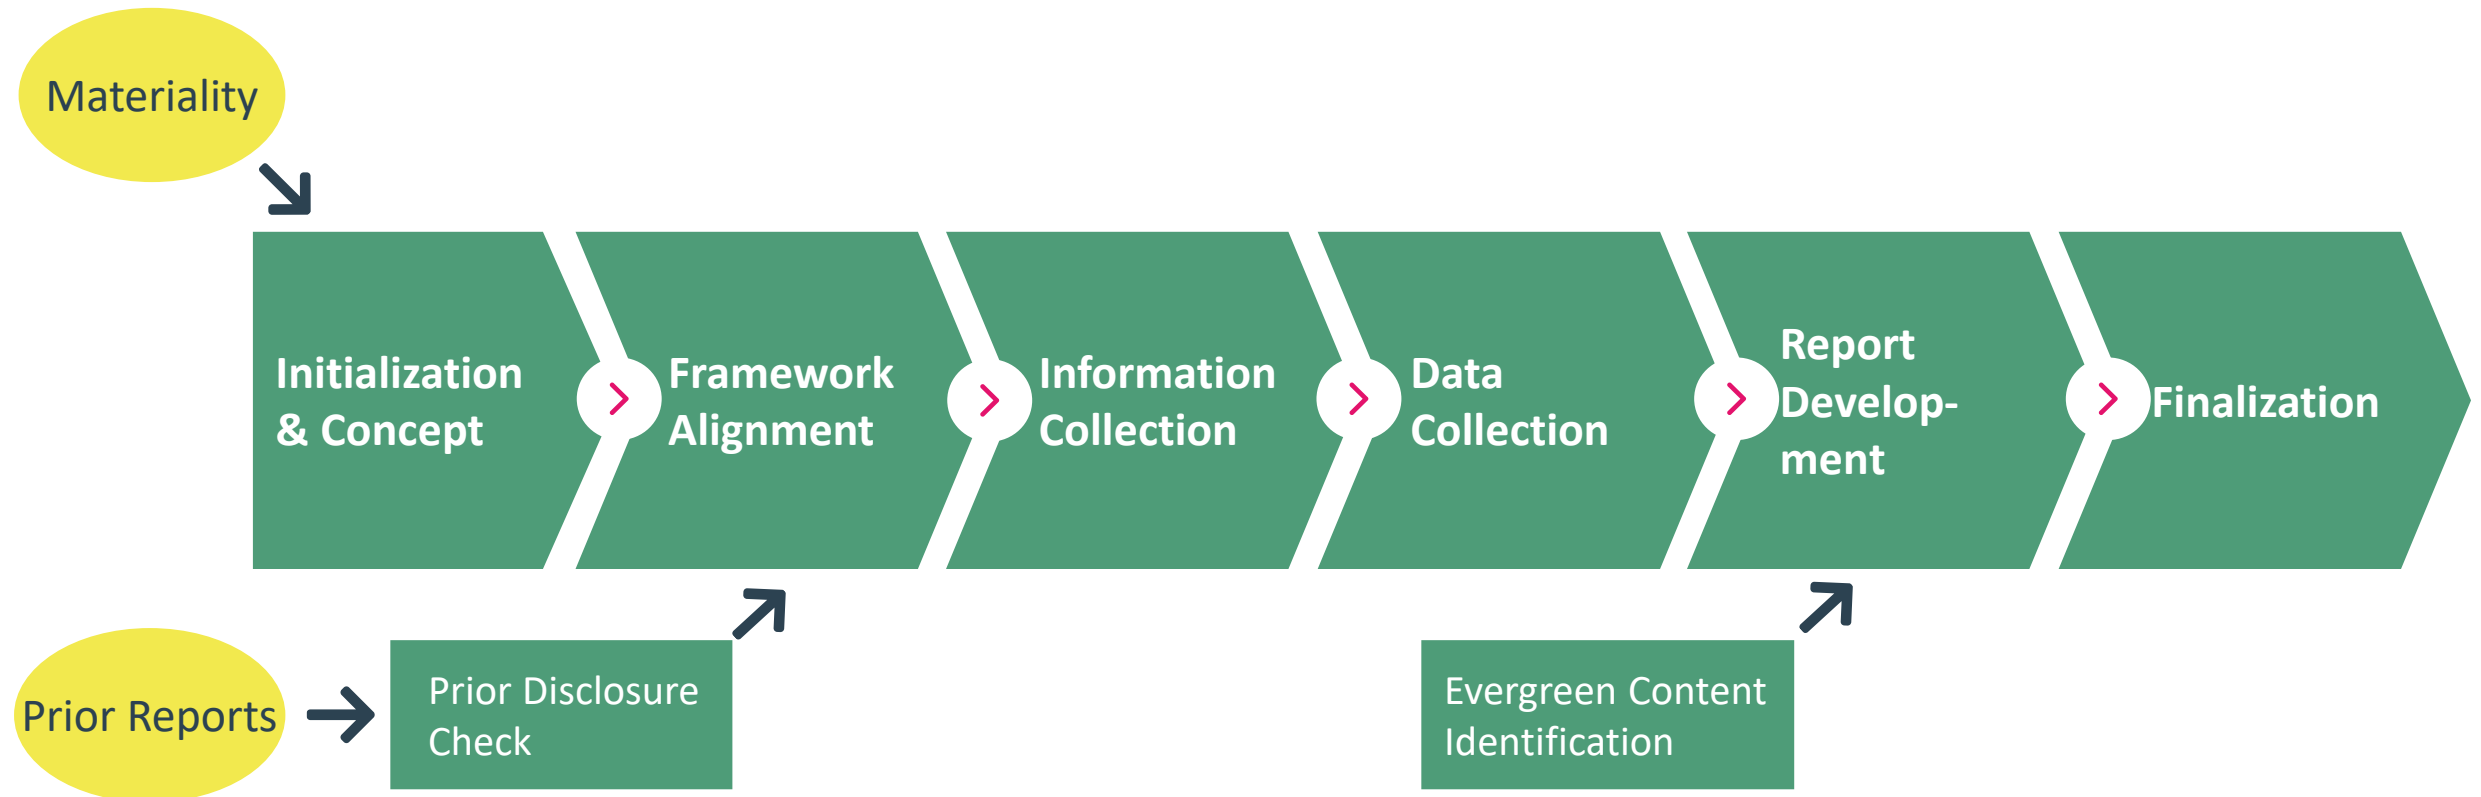 Materiality
Initialization
& Concept
Framework
Alignment
Information
Collection
Data
Collection
Report
Develop-
ment
Finalization
Prior Reports
Prior Disclosure
Check
Evergreen Content
Identification